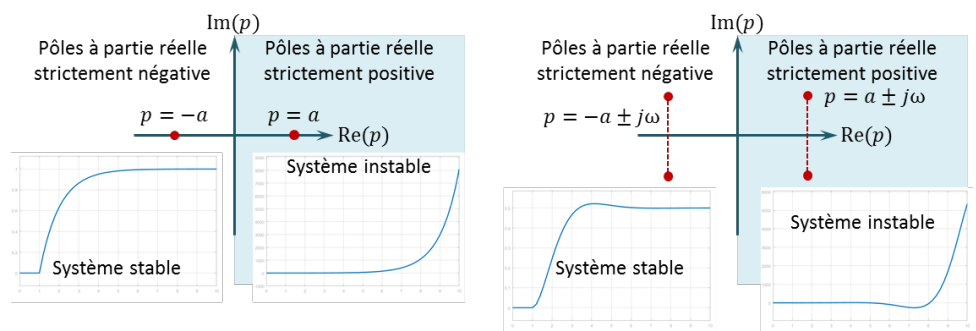 Im(p)
Pôles à partie réelle
strictement négative
Pôles à partie réelle
strictement positive
p = −a
p = a
Re(p)
Système stable
Système instable
Im(p)
Pôles à partie réelle
strictement négative
Pôles à partie réelle
strictement positive
p = −a ± jω
p = a ± jω
Re(p)
Système stable
Système instable